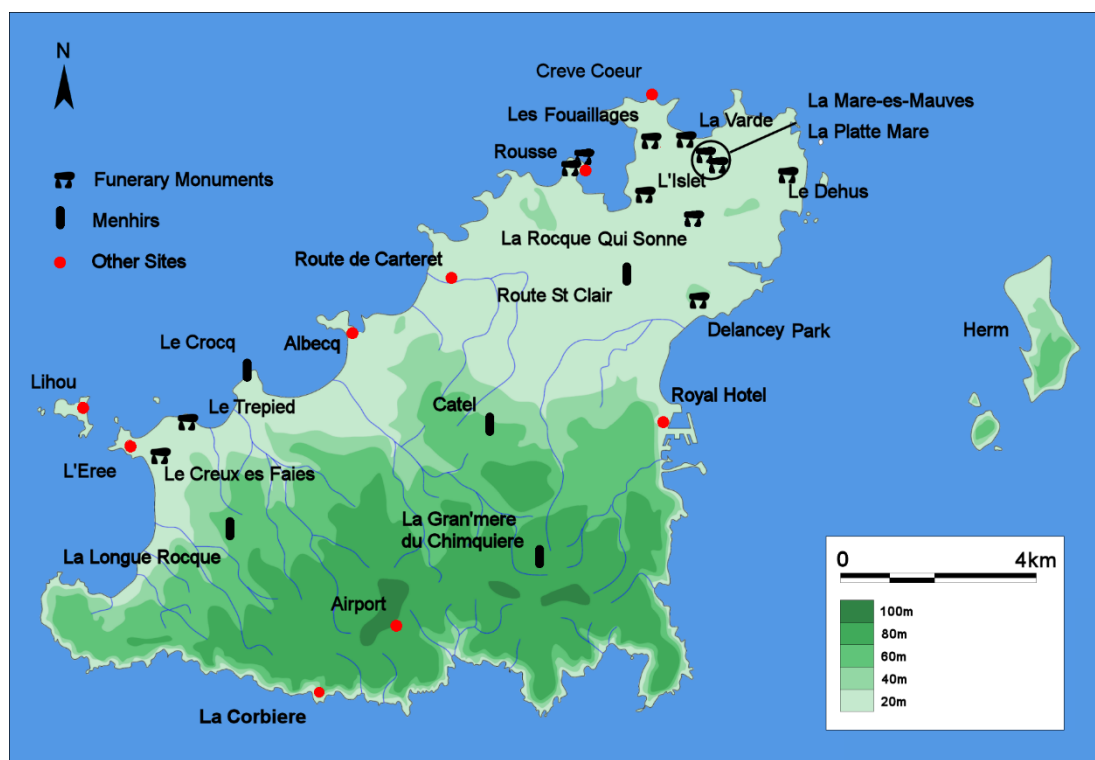 N
Creve Coeur
La Mare-es-Mauves
Les Fouaillages
La Varde
La Platte Mare
Rousse
Funerary Monuments
L'Islet
Le Dehus
Menhirs
La Rocque Qui Sonne
Other Sites
Route de Carteret
Route St Clair
Delancey Park
Herm
Le Crocq
Albecq
Lihou
Le Trepied
Catel
Royal Hotel
L'Eree
Le Creux es Faies
La Gran'mere
du Chimquiere
La Longue Rocque
Airport
La Corbiere
0 4km
100m
80m
60m
40m
20m